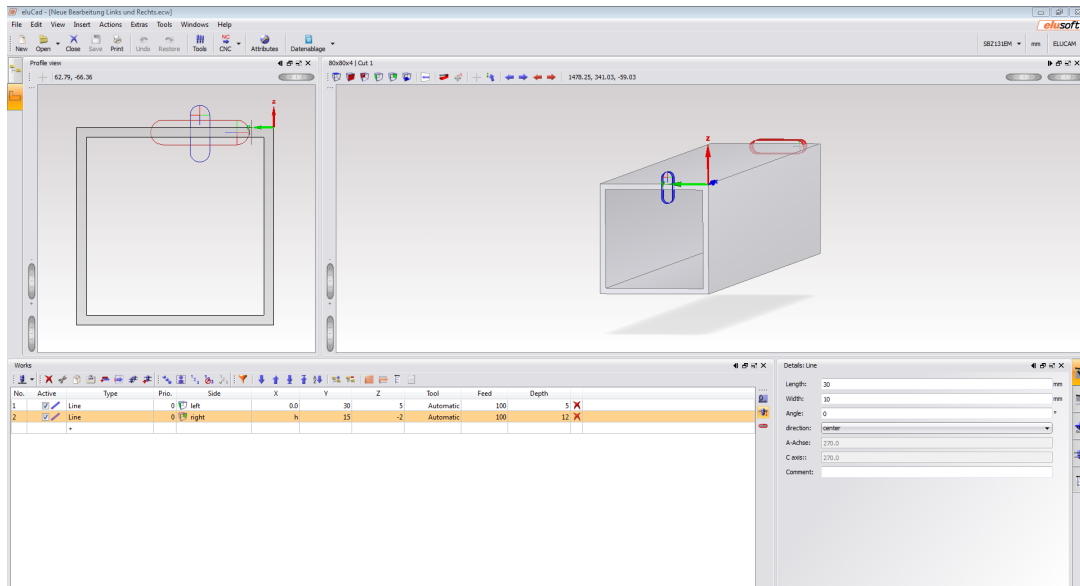 eluCad - [Neue Bearbeitung Links und Rechts.ecw]
File Edit View Insert Actions Extras Tools Windows Help
elusoft
New Open Close Save Print Undo Restore Tools CNC Attributes Datenablage
NC
SBZ131EM mm ELUCAM
Profile view
80x80x4 | Cut 1
62.79, -66.36
1478.25, 341.03, -59.03
z
z
Works
Details: Line
No. Active Type Prio. Side X Y Z Tool Feed Depth
1 Line 0 left 0.0 30 5 Automatic 100 5
2 Line 0 right h 15 -2 Automatic 100 12
+
Length: 30 mm
Width: 10 mm
Angle: 0 °
direction: center
A-Achse: 270.0
C axis:: 270.0
Comment: